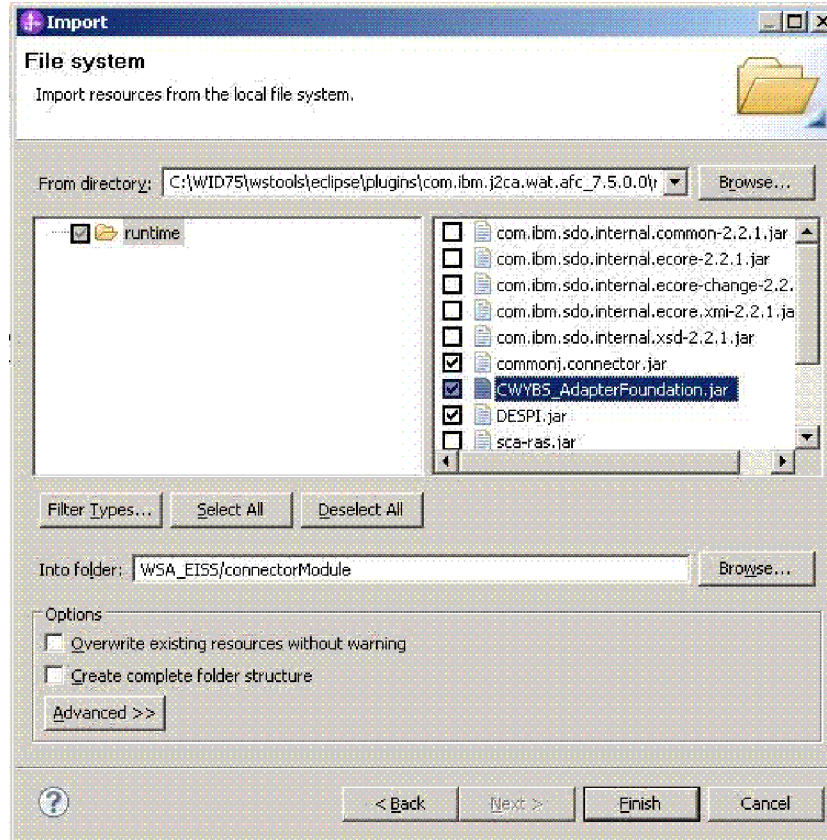 Import
File system
Import resources from the local file system.
From directory: C:\WID75\wstools\eclipse\plugins\com.ibm.j2ca.wat.afc_7.5.0.0\r
Browse...
runtime
com.ibm.sdo.internal.common-2.2.1.jar
com.ibm.sdo.internal.ecore-2.2.1.jar
com.ibm.sdo.internal.ecore-change-2.2.
com.ibm.sdo.internal.ecore.xmi-2.2.1.ja
com.ibm.sdo.internal.xsd-2.2.1.jar
commonj.connector.jar
CWYBS_AdapterFoundation.jar
DESPI.jar
sca-ras.jar
Filter Types... Select All Deselect All
Into folder: WSA_EISS/connectorModule Browse...
Options
Overwrite existing resources without warning
Create complete folder structure
Advanced >>
? < Back Next > Finish Cancel